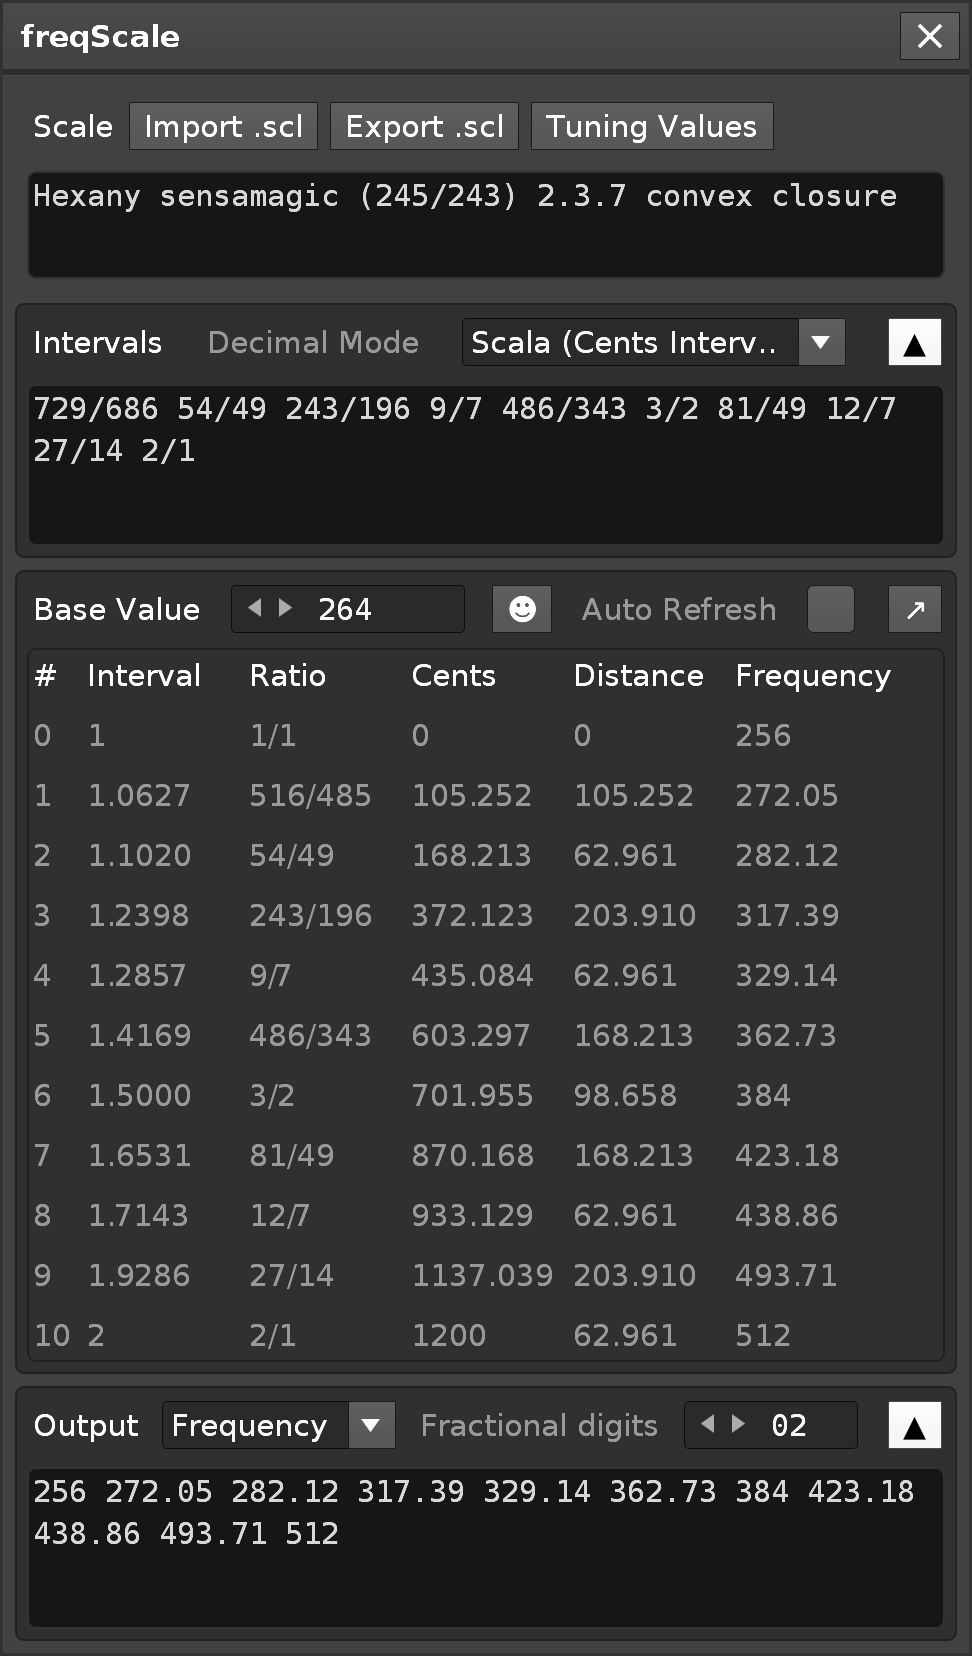 freqScale
Scale Import .scl Export .scl Tuning Values
Hexany sensamagic (245/243) 2.3.7 convex closure
Intervals Decimal Mode Scala (Cents Interv..
729/686 54/49 243/196 9/7 486/343 3/2 81/49 12/7
27/14 2/1
Base Value 264 Auto Refresh
# Interval Ratio Cents Distance Frequency
0 1 1/1 0 0 256
1 1.0627 516/485 105.252 105.252 272.05
2 1.1020 54/49 168.213 62.961 282.12
3 1.2398 243/196 372.123 203.910 317.39
4 1.2857 9/7 435.084 62.961 329.14
5 1.4169 486/343 603.297 168.213 362.73
6 1.5000 3/2 701.955 98.658 384
7 1.6531 81/49 870.168 168.213 423.18
8 1.7143 12/7 933.129 62.961 438.86
9 1.9286 27/14 1137.039 203.910 493.71
10 2 2/1 1200 62.961 512
Output Frequency Fractional digits 02
256 272.05 282.12 317.39 329.14 362.73 384 423.18
438.86 493.71 512